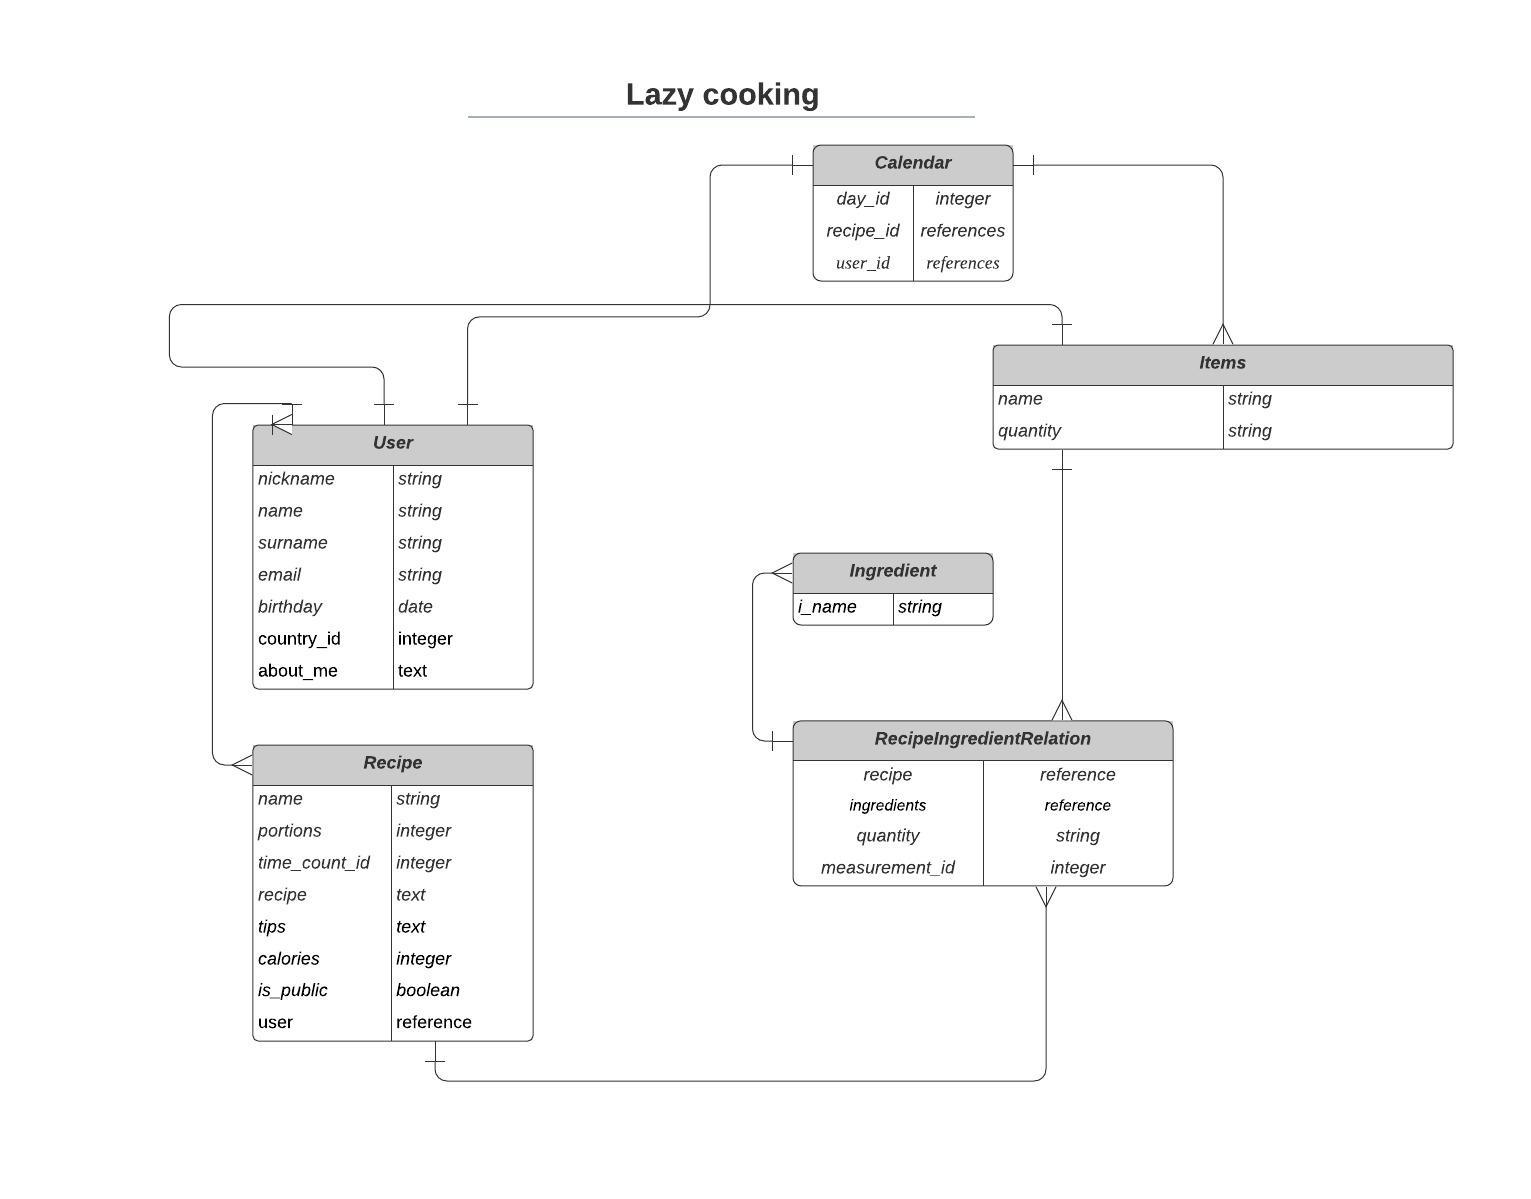 Lazy cooking
Calendar
day_id integer
recipe_id references
user_id references
Items
name string
quantity string
User
nickname string
name string
surname string
email string
birthday date
country_id integer
about_me text
Ingredient
i_name string
RecipeIngredientRelation
recipe reference
ingredients reference
quantity string
measurement_id integer
Recipe
name string
portions integer
time_count_id integer
recipe text
tips text
calories integer
is_public boolean
user reference